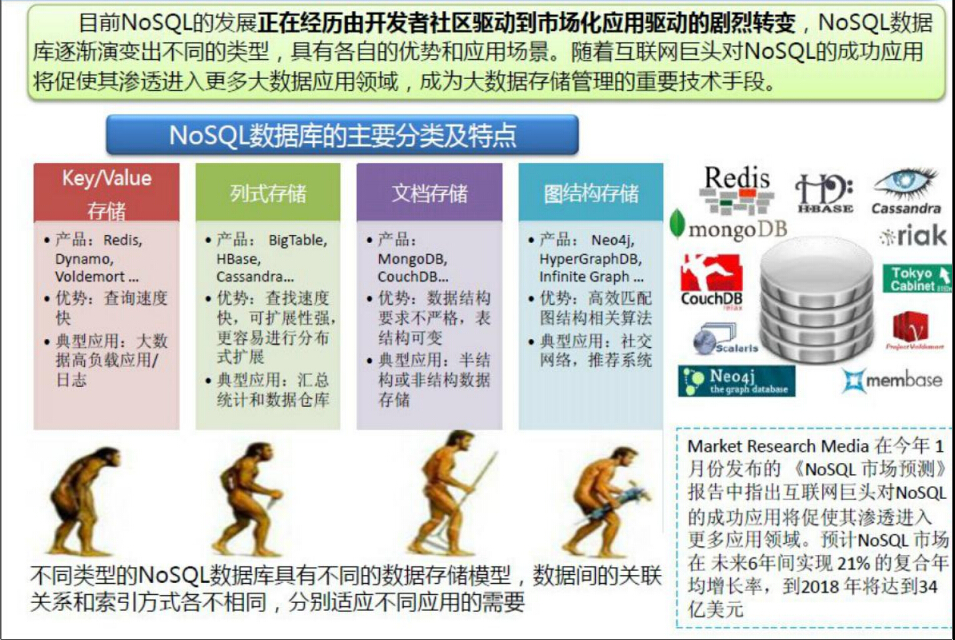 目前NoSQL的发展正在经历由开发者社区驱动到市场化应用驱动的剧烈转变，NoSQL数据
库逐渐演变出不同的类型，具有各自的优势和应用场景。随着互联网巨头对NoSQL的成功应用
将促使其渗透进入更多大数据应用领域，成为大数据存储管理的重要技术手段。
NoSQL数据库的主要分类及特点
Key/Value
存储
• 产品：Redis,
Dynamo,
Voldemort ...
• 优势：查询速度
快
• 典型应用：大数
据高负载应用/
日志
列式存储
• 产品： BigTable,
HBase,
Cassandra...
• 优势：查找速度
快，可扩展性强，
更容易进行分布
式扩展
• 典型应用：汇总
统计和数据仓库
文档存储
• 产品：
MongoDB,
CouchDB...
• 优势：数据结构
要求不严格，表
结构可变
• 典型应用：半结
构或非结构数据
存储
图结构存储
• 产品： Neo4j,
HyperGraphDB,
Infinite Graph ...
• 优势：高效匹配
图结构相关算法
• 典型应用：社交
网络，推荐系统
Redis
HBASE
Cassandra
mongoDB
riak
CouchDB
relax
Tokyo
Cabinet
Scalaris
Project Voldemort
Neo4j
the graph database
membase
Market Research Media 在今年 1
月份发布的 《NoSQL 市场预测》
报告中指出互联网巨头对NoSQL
的成功应用将促使其渗透进入
更多应用领域。预计NoSQL 市场
在 未来6年间实现 21% 的复合年
均增长率，到2018 年将达到34
亿美元
不同类型的NoSQL数据库具有不同的数据存储模型，数据间的关联
关系和索引方式各不相同，分别适应不同应用的需要